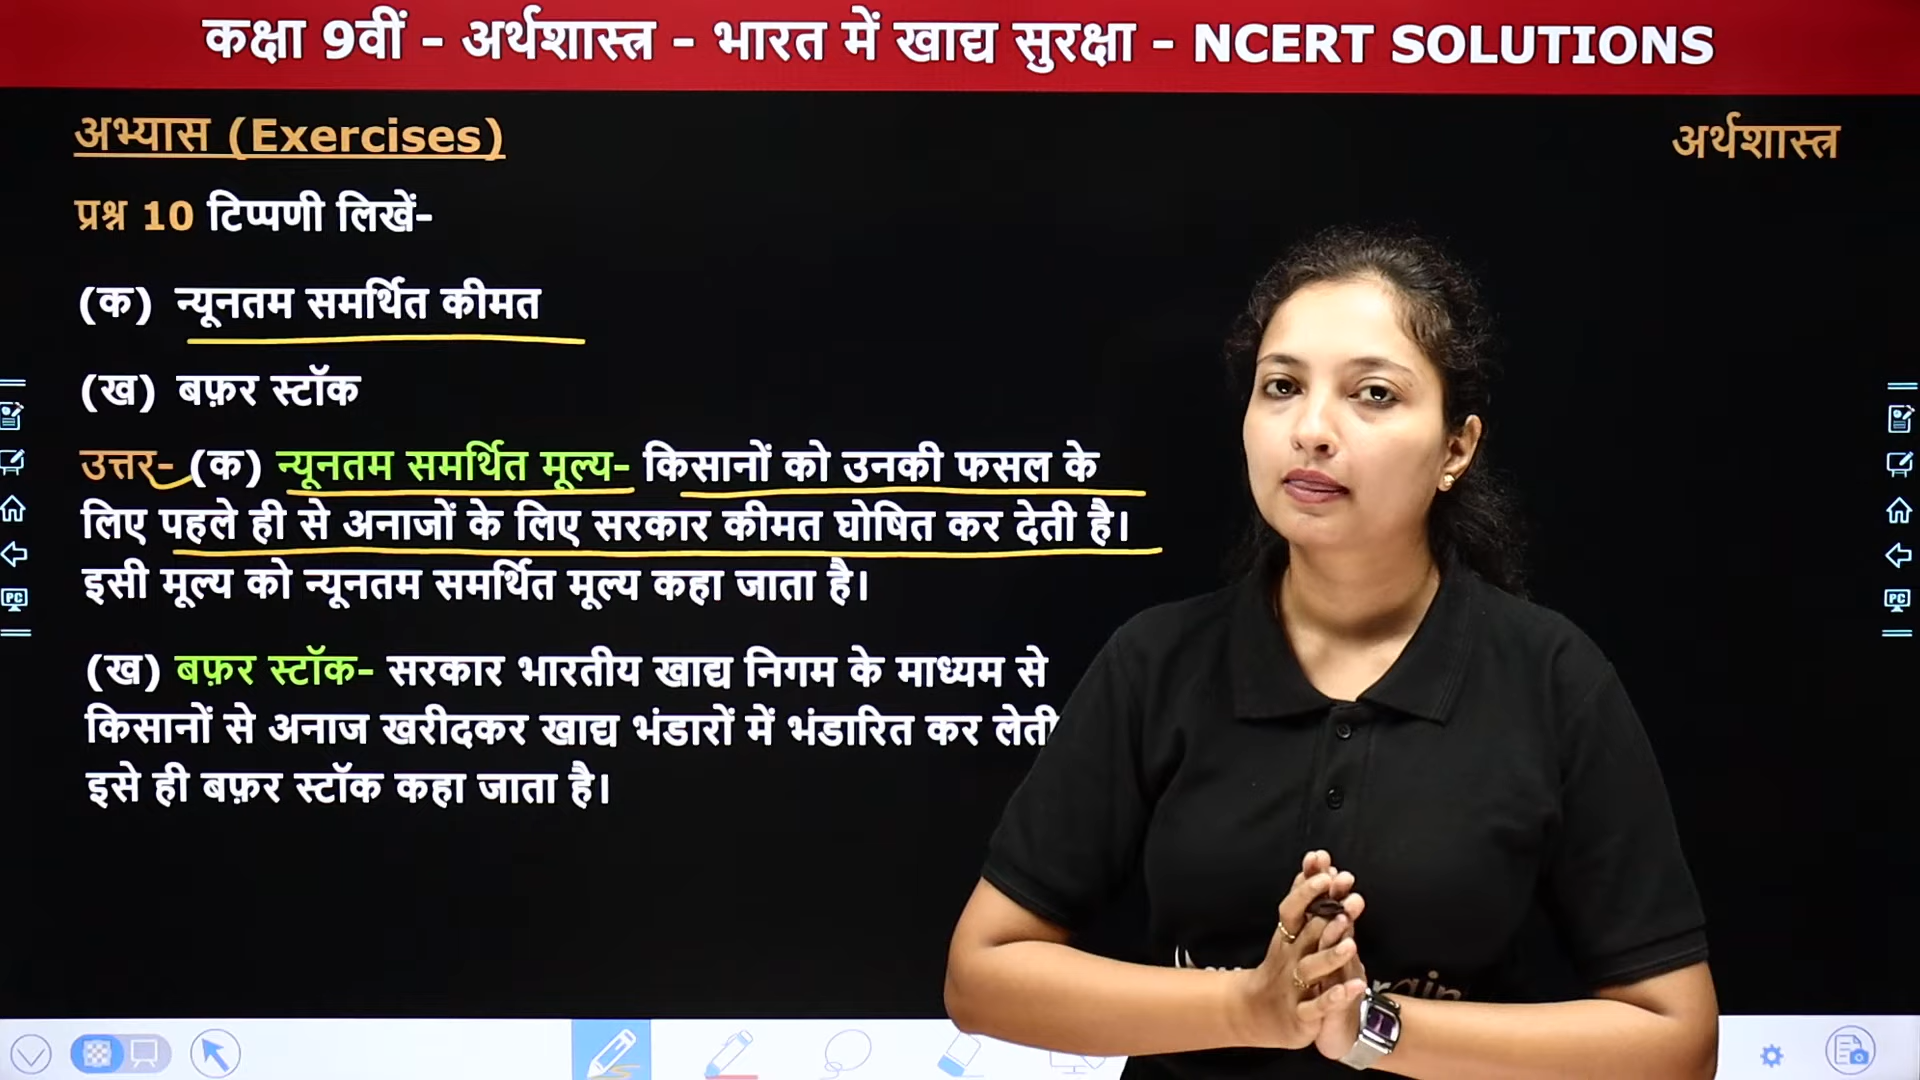 कक्षा 9वीं - अर्थशास्त्र - भारत में खाद्य सुरक्षा - NCERT SOLUTIONS
अभ्यास (Exercises)
अर्थशास्त्र
प्रश्न 10 टिप्पणी लिखें-
(क) न्यूनतम समर्थित कीमत
(ख) बफ़र स्टॉक
उत्तर- (क) न्यूनतम समर्थित मूल्य- किसानों को उनकी फसल के
लिए पहले ही से अनाजों के लिए सरकार कीमत घोषित कर देती है।
इसी मूल्य को न्यूनतम समर्थित मूल्य कहा जाता है।
(ख) बफ़र स्टॉक- सरकार भारतीय खाद्य निगम के माध्यम से
किसानों से अनाज खरीदकर खाद्य भंडारों में भंडारित कर लेती
इसे ही बफ़र स्टॉक कहा जाता है।
PC
PC